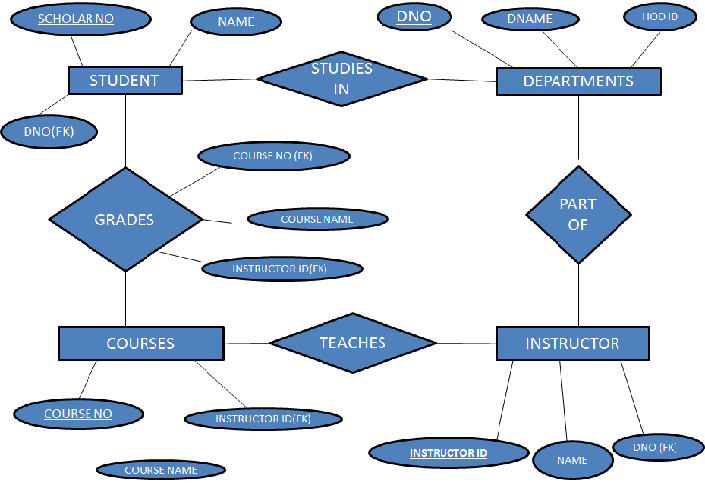 SCHOLAR NO
NAME
DNO
DNAME
HOD ID
STUDENT
STUDIES
IN
DEPARTMENTS
DNO(FK)
COURSE NO (FK)
GRADES
COURSE NAME
INSTRUCTOR ID(FK)
PART
OF
COURSES
TEACHES
INSTRUCTOR
COURSE NO
INSTRUCTOR ID(FK)
COURSE NAME
INSTRUCTOR ID
NAME
DNO (FK)